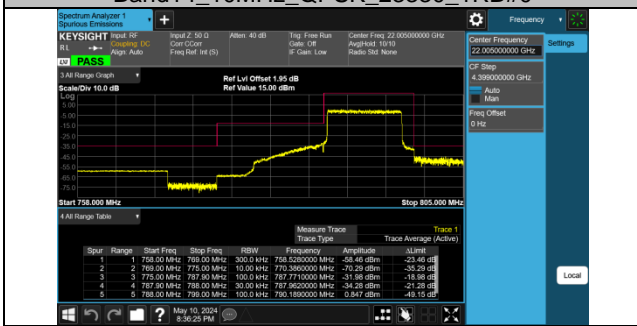 Spectrum Analyzer 1
Spurious Emissions
Frequency
KEYSIGHT Input: RF
R L
Coupling: DC
Align: Auto
Input Z: 50 Ω
Corr CCorr
Freq Ref: Int (S)
Atten: 40 dB
Trig: Free Run
Gate: Off
IF Gain: Low
Center Freq: 22.005000000 GHz
Avg|Hold: 10/10
Radio Std: None
LW PASS
Center Frequency
22.005000000 GHz
Settings
CF Step
4.399000000 GHz
Auto
Man
Freq Offset
0 Hz
3 All Range Graph
Scale/Div 10.0 dB
Ref Lvl Offset 1.95 dB
Ref Value 15.00 dBm
Log
5.00
-5.00
-15.0
-25.0
-35.0
-45.0
-55.0
-65.0
-75.0
Start 758.000 MHz
Stop 805.000 MHz
4 All Range Table
Measure Trace Trace 1
Trace Type Trace Average (Active)
Spur Range Start Freq Stop Freq RBW Frequency Amplitude ΔLimit
1 1 758.00 MHz 769.00 MHz 300.0 kHz 758.5280000 MHz -58.46 dBm -23.46 dB
2 2 769.00 MHz 775.00 MHz 10.00 kHz 770.3860000 MHz -70.29 dBm -35.29 dB
3 3 775.00 MHz 787.90 MHz 100.0 kHz 787.7710000 MHz -31.98 dBm -18.98 dB
4 4 787.90 MHz 788.00 MHz 30.00 kHz 787.9620000 MHz -34.28 dBm -21.28 dB
5 5 788.00 MHz 799.00 MHz 100.0 kHz 790.1890000 MHz 0.847 dBm -49.15 dB
Local
May 10, 2024
8:36:25 PM